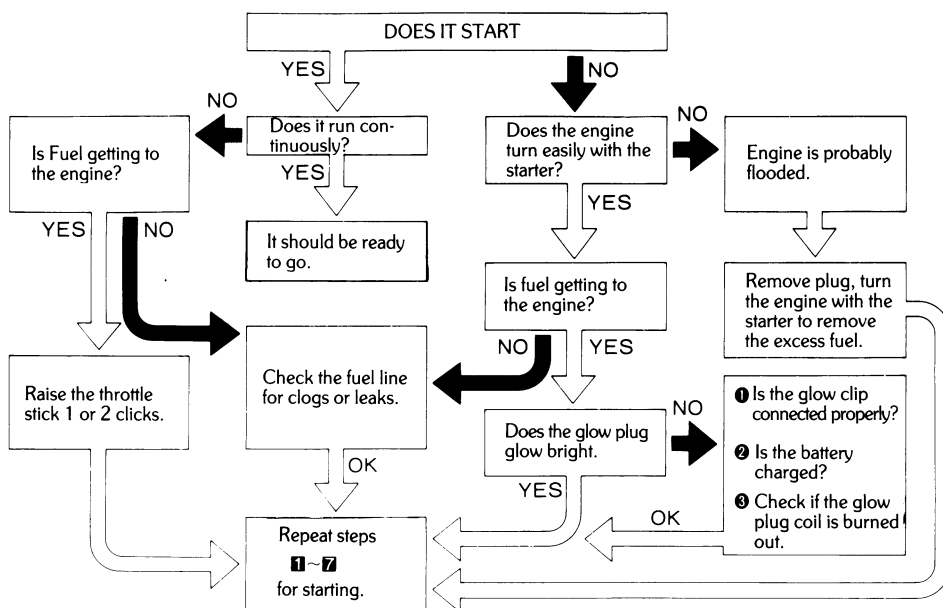 DOES IT START
YES
NO
NO
Does it run con-
tinuously?
Does the engine
turn easily with the
starter?
NO
Engine is probably
flooded.
Is Fuel getting to
the engine?
YES
YES
YES
NO
It should be ready
to go.
Is fuel getting to
the engine?
Remove plug, turn
the engine with the
starter to remove
the excess fuel.
NO
YES
Raise the throttle
stick 1 or 2 clicks.
Check the fuel line
for clogs or leaks.
Does the glow plug
glow bright.
NO
❶ Is the glow clip
connected properly?
❷ Is the battery
charged?
❸ Check if the glow
plug coil is burned
out.
OK
YES
OK
Repeat steps
1~7
for starting.